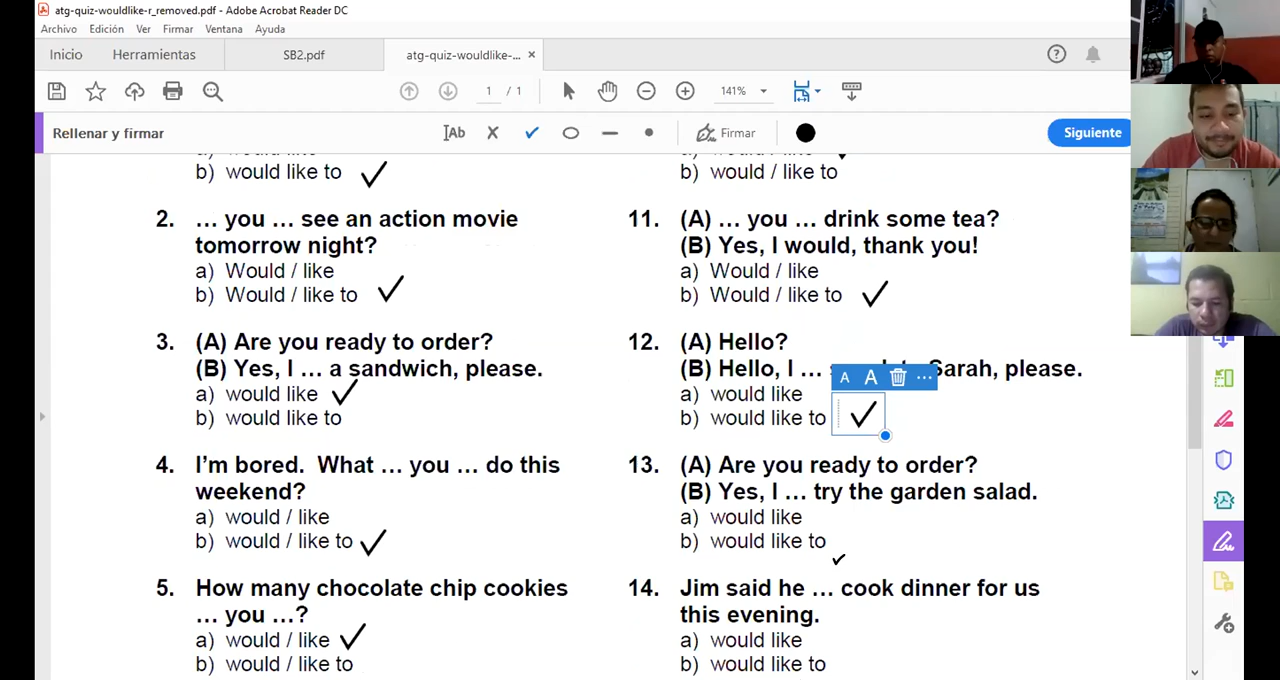 atg-quiz-wouldlike-r_removed.pdf - Adobe Acrobat Reader DC
Archivo Edición Ver Firmar Ventana Ayuda
Inicio Herramientas SB2.pdf atg-quiz-wouldlike-... ×
1 / 1 141%
Rellenar y firmar Ab Firmar Siguiente
b) would like to
2. ... you ... see an action movie
tomorrow night?
a) Would / like
b) Would / like to
3. (A) Are you ready to order?
(B) Yes, I ... a sandwich, please.
a) would like
b) would like to
4. I'm bored. What ... you ... do this
weekend?
a) would / like
b) would / like to
5. How many chocolate chip cookies
... you ...?
a) would / like
b) would / like to
b) would / like to
11. (A) ... you ... drink some tea?
(B) Yes, I would, thank you!
a) Would / like
b) Would / like to
12. (A) Hello?
(B) Hello, I ... Sarah, please.
A A ...
a) would like
b) would like to
13. (A) Are you ready to order?
(B) Yes, I ... try the garden salad.
a) would like
b) would like to
14. Jim said he ... cook dinner for us
this evening.
a) would like
b) would like to